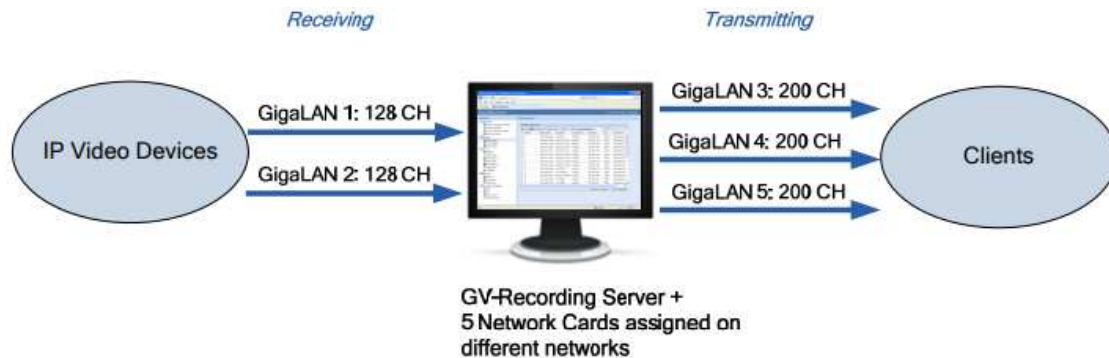 Receiving
Transmitting
IP Video Devices
GigaLAN 1: 128 CH
GigaLAN 2: 128 CH
GigaLAN 3: 200 CH
GigaLAN 4: 200 CH
GigaLAN 5: 200 CH
Clients
GV-Recording Server +
5 Network Cards assigned on
different networks